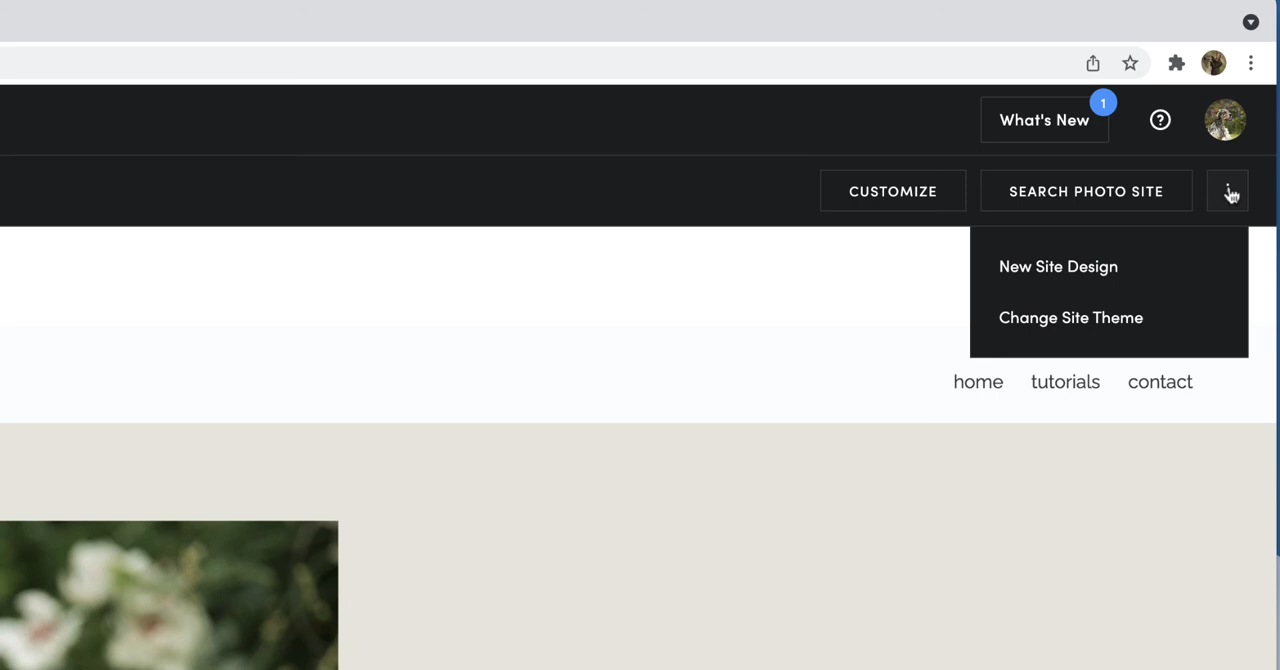 What's New
1
CUSTOMIZE
SEARCH PHOTO SITE
New Site Design
Change Site Theme
home
tutorials
contact